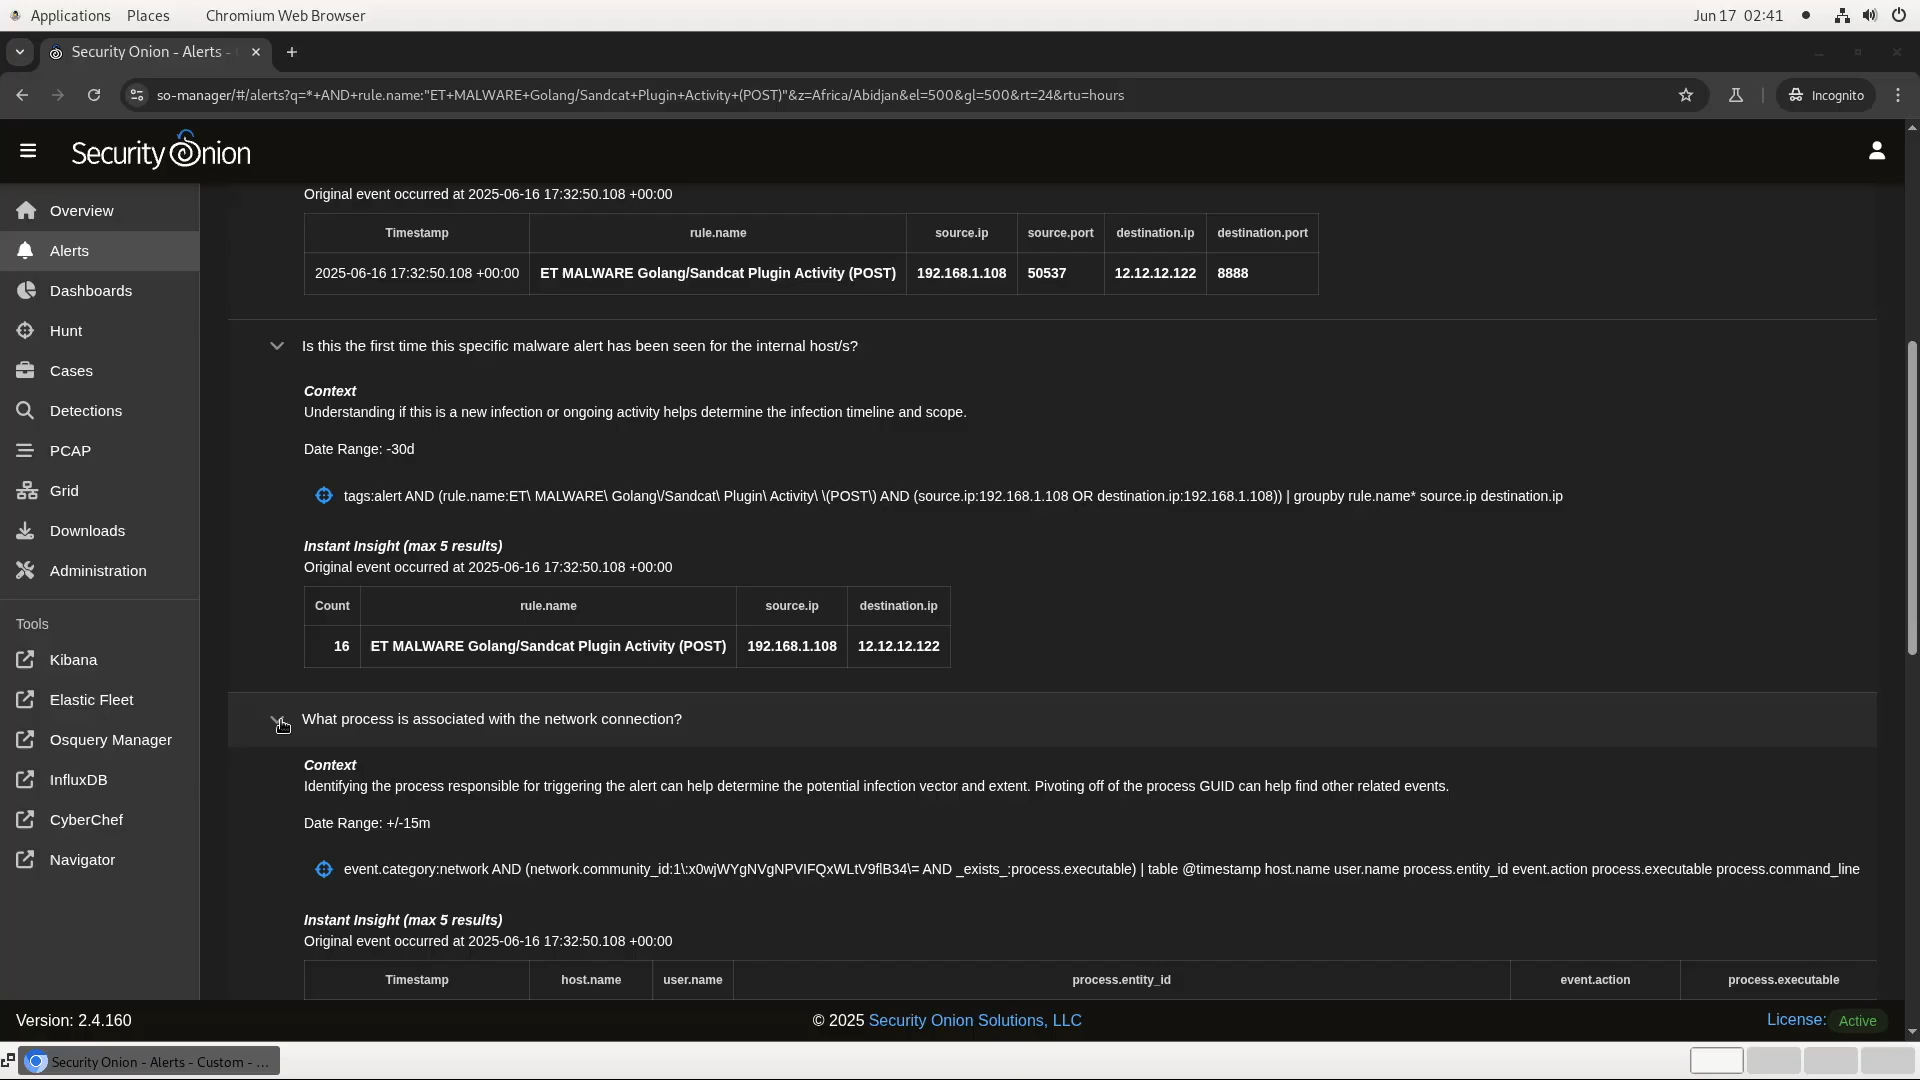 Applications Places Chromium Web Browser Jun 17 02:41
Security Onion - Alerts -
so-manager/#/alerts?q=*+AND+rule.name:"ET+MALWARE+Golang/Sandcat+Plugin+Activity+(POST)"&z=Africa/Abidjan&el=500&gl=500&rt=24&rtu=hours Incognito
Security Onion
Overview
Alerts
Dashboards
Hunt
Cases
Detections
PCAP
Grid
Downloads
Administration
Tools
Kibana
Elastic Fleet
Osquery Manager
InfluxDB
CyberChef
Navigator
Original event occurred at 2025-06-16 17:32:50.108 +00:00
Timestamp rule.name source.ip source.port destination.ip destination.port
2025-06-16 17:32:50.108 +00:00 ET MALWARE Golang/Sandcat Plugin Activity (POST) 192.168.1.108 50537 12.12.12.122 8888
Is this the first time this specific malware alert has been seen for the internal host/s?
Context
Understanding if this is a new infection or ongoing activity helps determine the infection timeline and scope.
Date Range: -30d
tags:alert AND (rule.name:ET\ MALWARE\ Golang\/Sandcat\ Plugin\ Activity\ \(POST\) AND (source.ip:192.168.1.108 OR destination.ip:192.168.1.108)) | groupby rule.name* source.ip destination.ip
Instant Insight (max 5 results)
Original event occurred at 2025-06-16 17:32:50.108 +00:00
Count rule.name source.ip destination.ip
16 ET MALWARE Golang/Sandcat Plugin Activity (POST) 192.168.1.108 12.12.12.122
What process is associated with the network connection?
Context
Identifying the process responsible for triggering the alert can help determine the potential infection vector and extent. Pivoting off of the process GUID can help find other related events.
Date Range: +/-15m
event.category:network AND (network.community_id:1\:x0wjWYgNVgNPVIFQxWLtV9flB34\= AND _exists_:process.executable) | table @timestamp host.name user.name process.entity_id event.action process.executable process.command_line
Instant Insight (max 5 results)
Original event occurred at 2025-06-16 17:32:50.108 +00:00
Timestamp host.name user.name process.entity_id event.action process.executable
Version: 2.4.160 © 2025 Security Onion Solutions, LLC License: Active
Security Onion - Alerts - Custom - ...